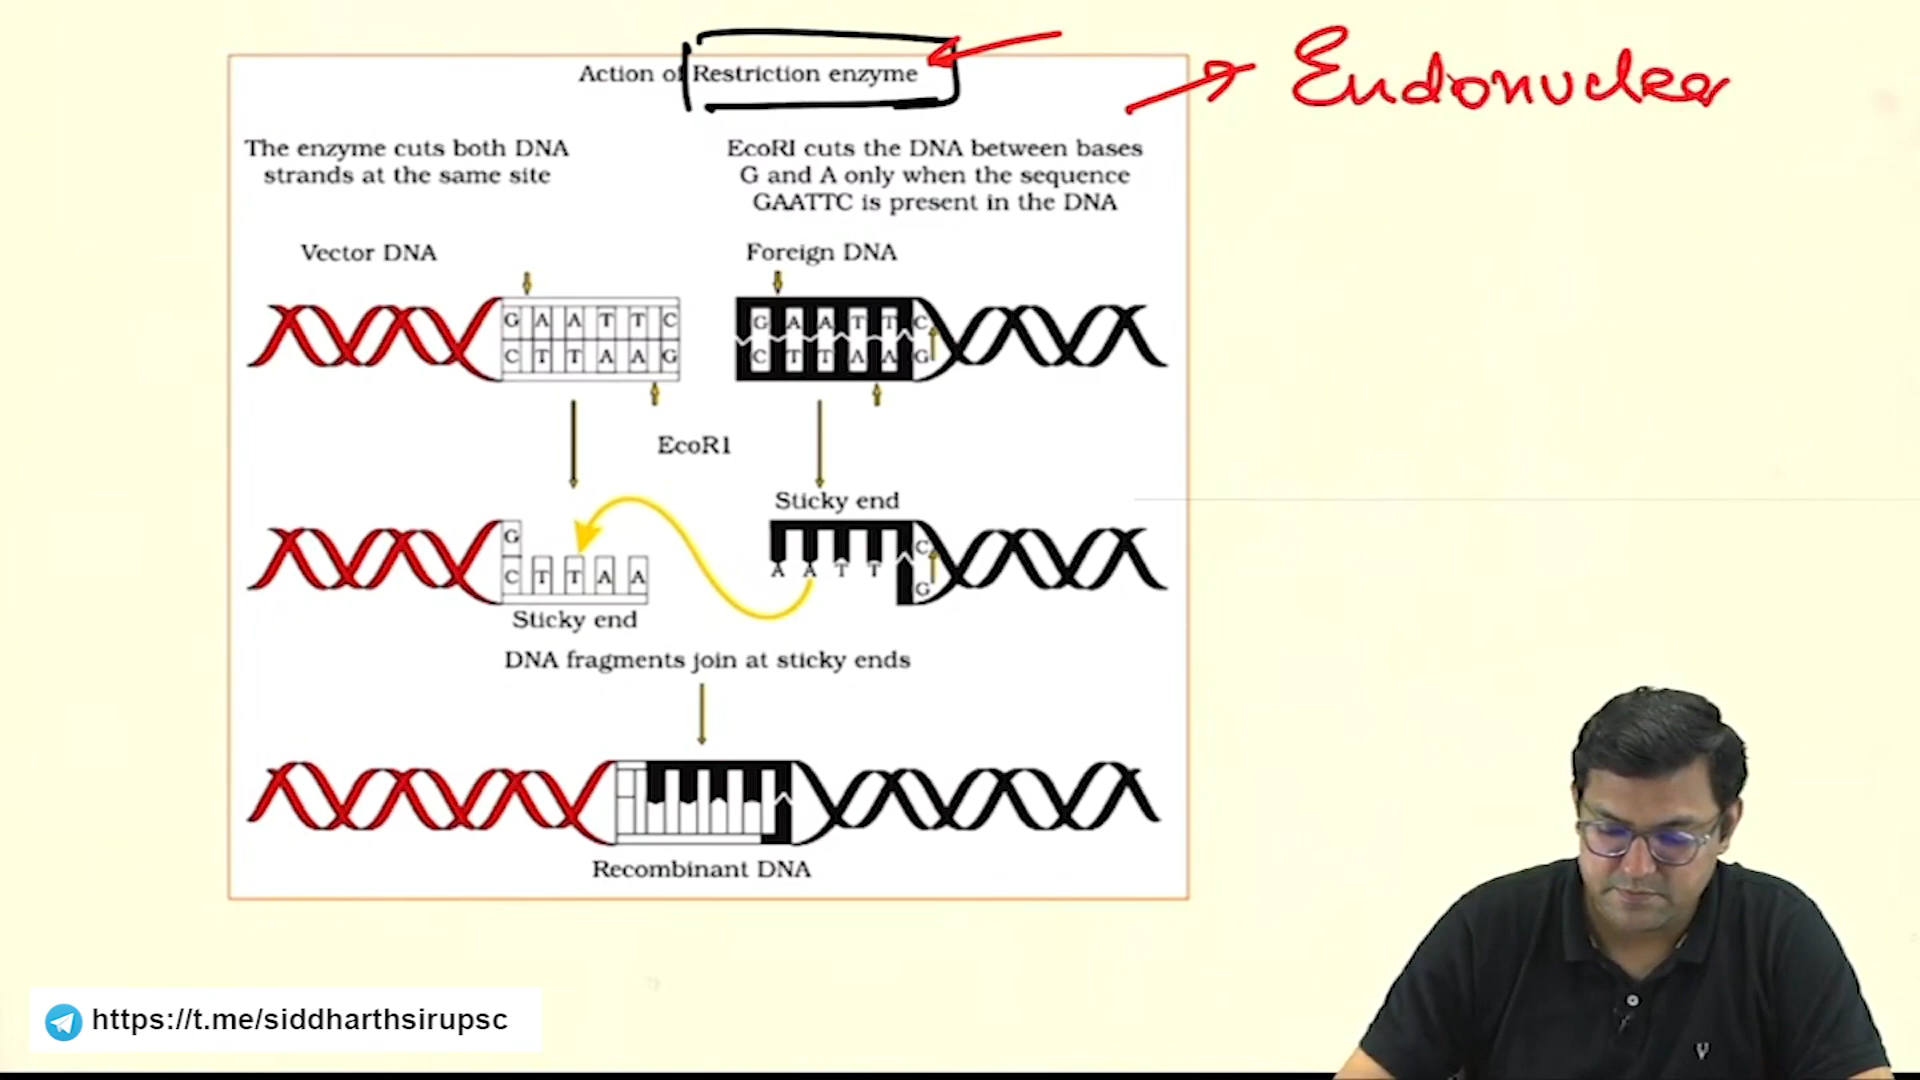 Action of Restriction enzyme
Endonuclea
The enzyme cuts both DNA
strands at the same site
EcoRI cuts the DNA between bases
G and A only when the sequence
GAATTC is present in the DNA
Vector DNA
Foreign DNA
G A A T T C
C T T A A G
G A A T T C
C T T A A G
EcoR1
Sticky end
G
C T T A A
A A T T
C
G
Sticky end
DNA fragments join at sticky ends
Recombinant DNA
https://t.me/siddharthsirupsc